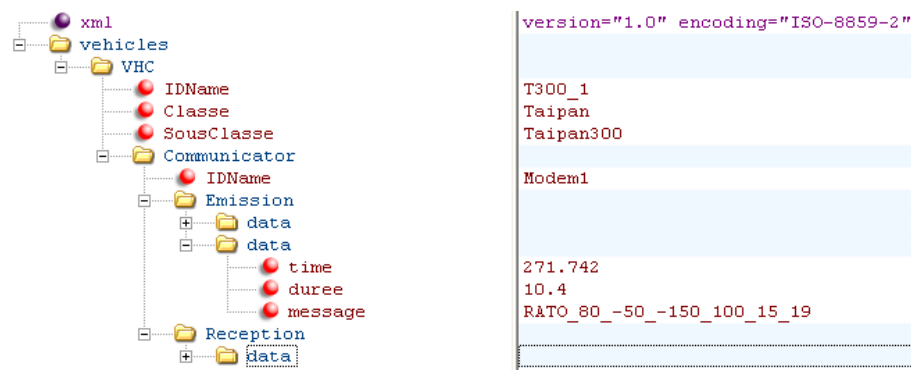 xml version="1.0" encoding="ISO-8859-2"
vehicles
VHC
IDName T300_1
Classe Taipan
SousClasse Taipan300
Communicator
IDName Modem1
Emission
data
data
time 271.742
duree 10.4
message RATO_80_-50_-150_100_15_19
Reception
data